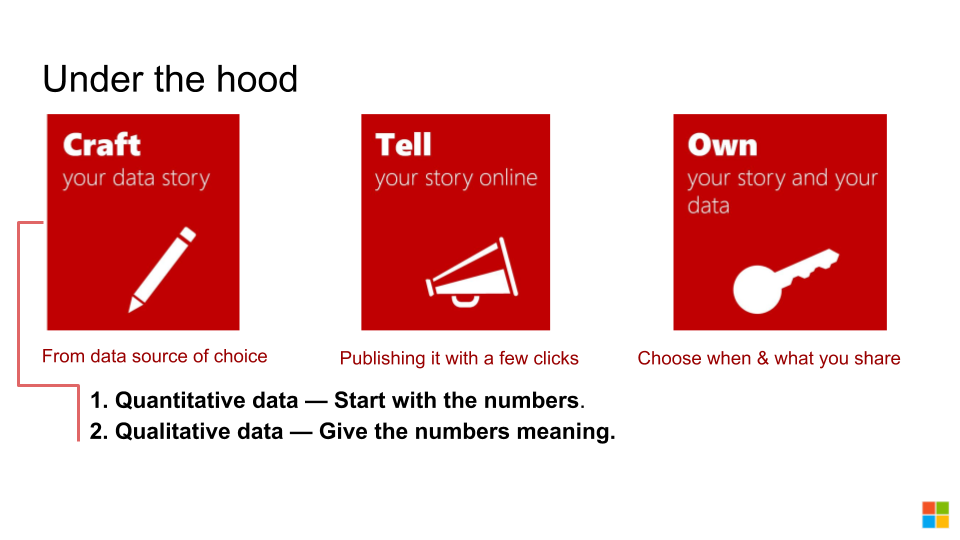 Under the hood
Craft
your data story
Tell
your story online
Own
your story and your
data
From data source of choice
Publishing it with a few clicks
Choose when & what you share
1. Quantitative data — Start with the numbers.
2. Qualitative data — Give the numbers meaning.